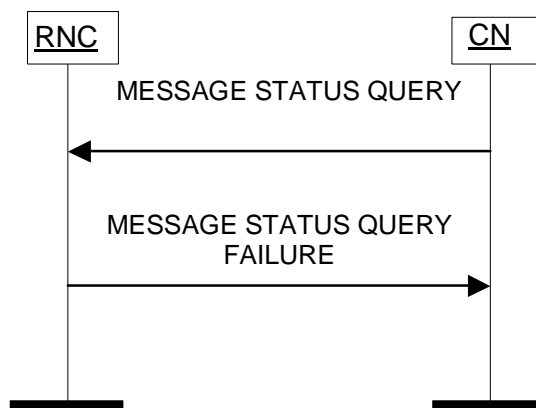 RNC
CN
MESSAGE STATUS QUERY
MESSAGE STATUS QUERY
FAILURE